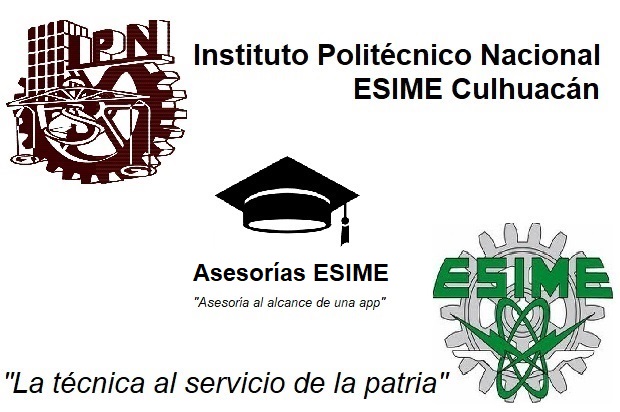 IPN
Instituto Politécnico Nacional
ESIME Culhuacán
Asesorías ESIME
"Asesoria al alcance de una app"
ESIME
"La técnica al servicio de la patria"